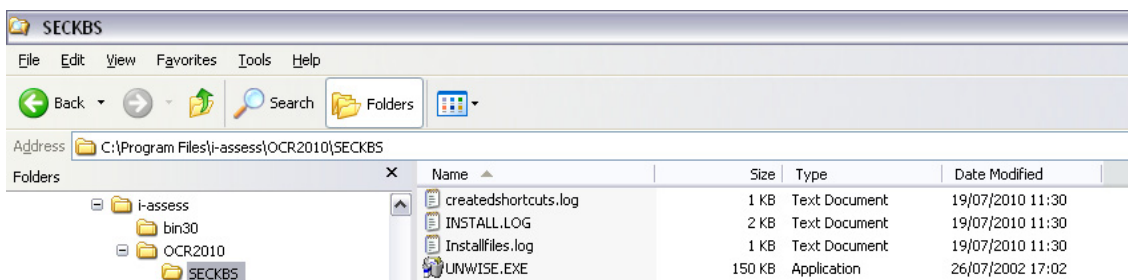 SECKBS
File Edit View Favorites Tools Help
Back Search Folders
Address C:\Program Files\i-assess\OCR2010\SECKBS
Folders x Name Size Type Date Modified
i-assess createdshortcuts.log 1 KB Text Document 19/07/2010 11:30
bin30 INSTALL.LOG 2 KB Text Document 19/07/2010 11:30
OCR2010 Installfiles.log 1 KB Text Document 19/07/2010 11:30
SECKBS UNWISE.EXE 150 KB Application 26/07/2002 17:02